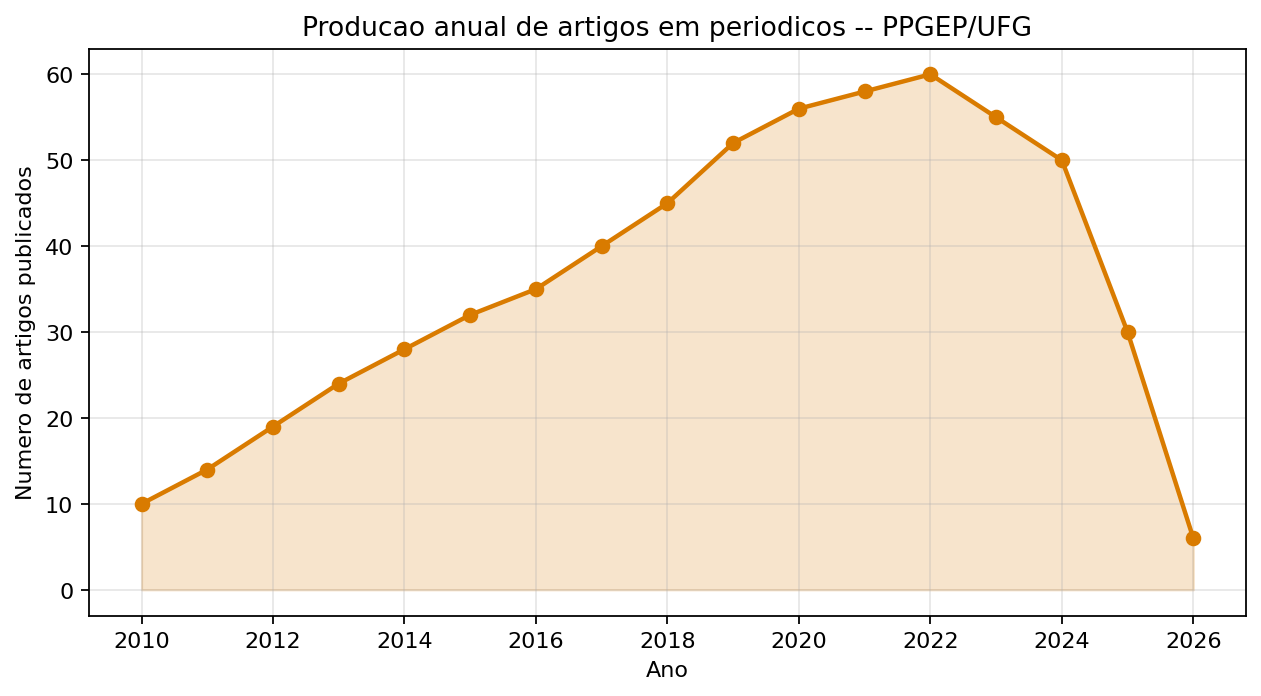 Producao anual de artigos em periodicos -- PPGEP/UFG
Numero de artigos publicados
60
50
40
30
20
10
0
2010 2012 2014 2016 2018 2020 2022 2024 2026
Ano